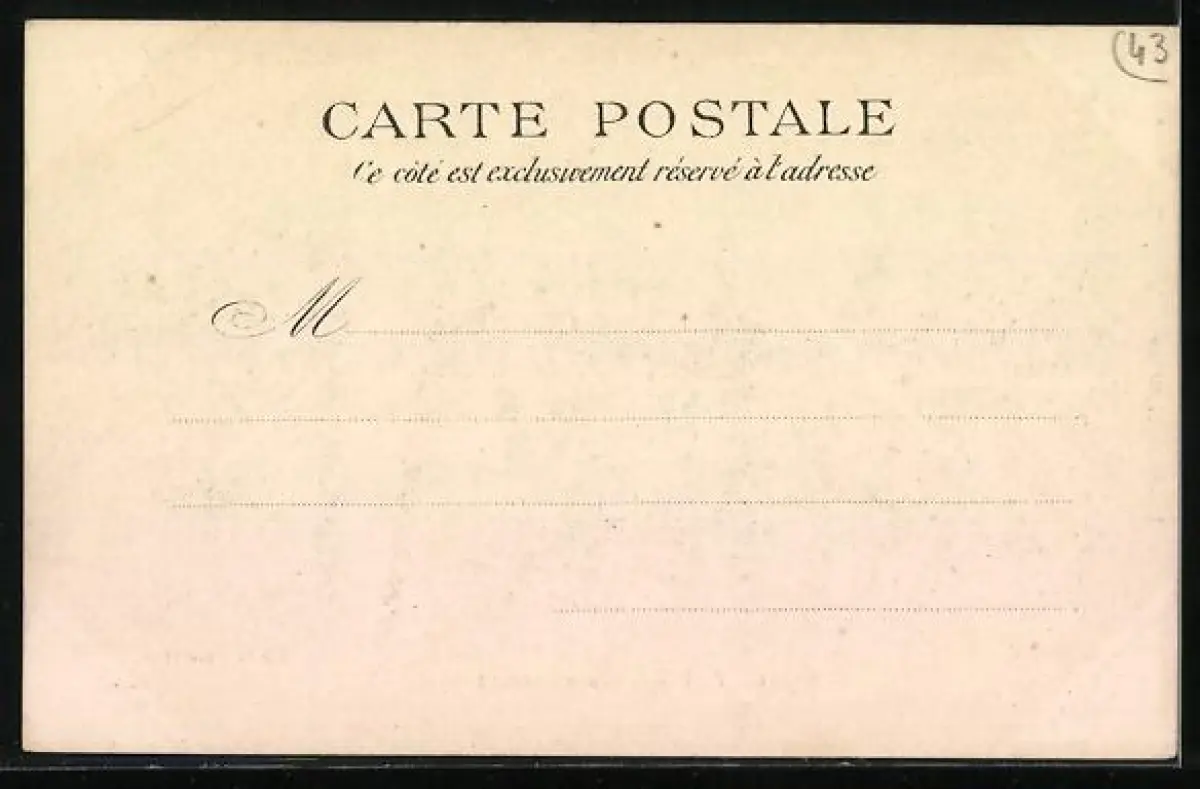 43
CARTE POSTALE
Ce côté est exclusivement réservé à l'adresse
M